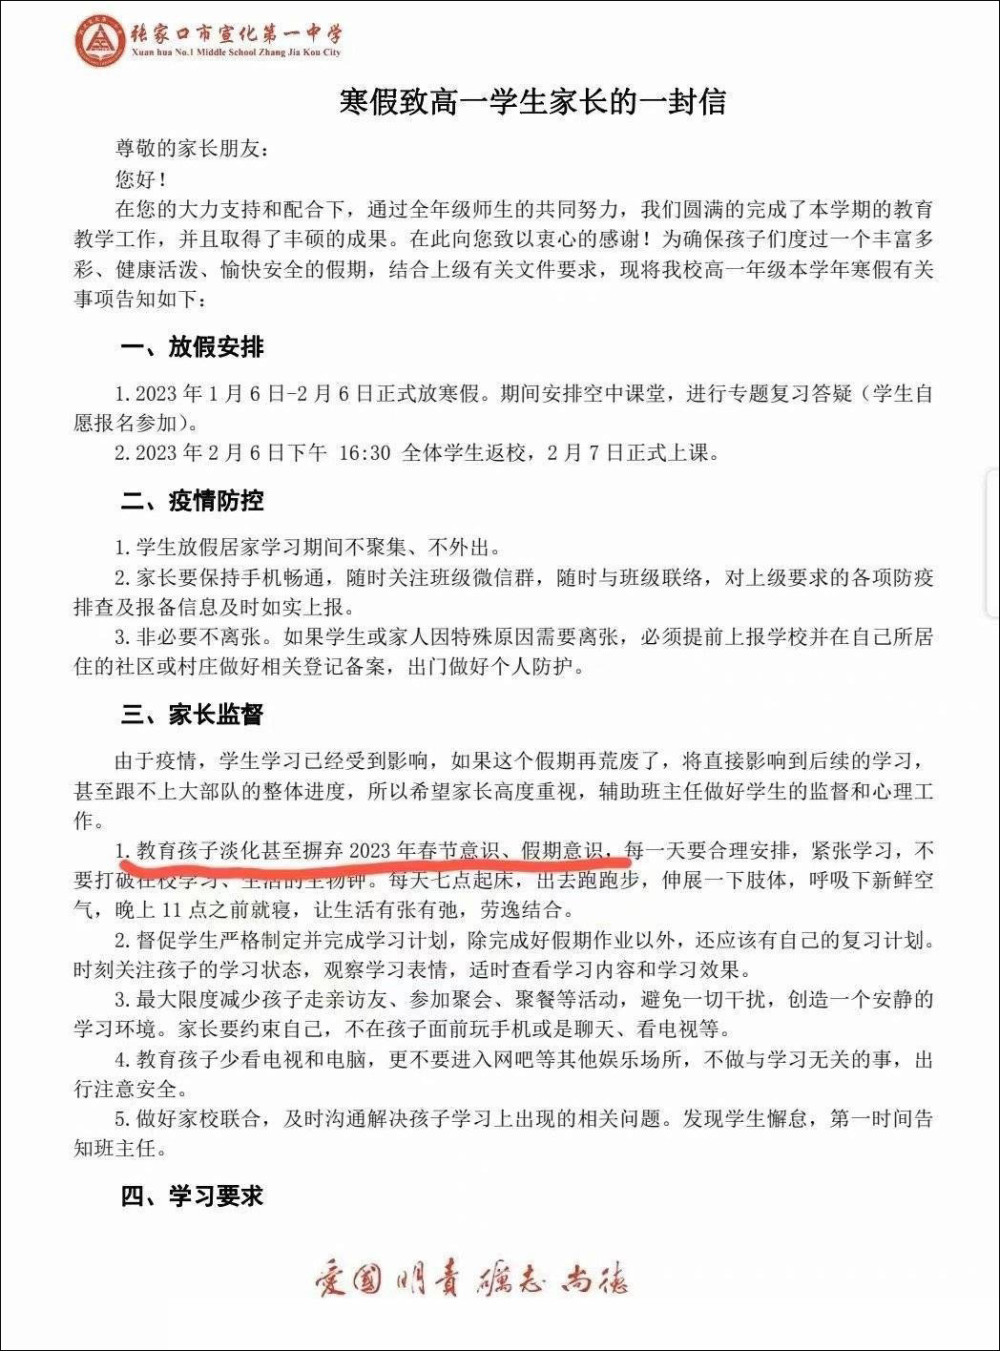 张家口市宣化第一中学
Xuan hua No.1 Middle School Zhang Jia Kou City
寒假致高一学生家长的一封信
尊敬的家长朋友：
您好！
在您的大力支持和配合下，通过全年级师生的共同努力，我们圆满的完成了本学期的教育
教学工作，并且取得了丰硕的成果。在此向您致以衷心的感谢！为确保孩子们度过一个丰富多
彩、健康活泼、愉快安全的假期，结合上级有关文件要求，现将我校高一年级本学年寒假有关
事项告知如下：
一、放假安排
1.2023 年 1 月 6 日-2 月 6 日正式放寒假。期间安排空中课堂，进行专题复习答疑（学生自
愿报名参加）。
2.2023 年 2 月 6 日下午 16:30 全体学生返校，2 月 7 日正式上课。
二、疫情防控
1.学生放假居家学习期间不聚集、不外出。
2.家长要保持手机畅通，随时关注班级微信群，随时与班级联络，对上级要求的各项防疫
排查及报备信息及时如实上报。
3.非必要不离张。如果学生或家人因特殊原因需要离张，必须提前上报学校并在自己所居
住的社区或村庄做好相关登记备案，出门做好个人防护。
三、家长监督
由于疫情，学生学习已经受到影响，如果这个假期再荒废了，将直接影响到后续的学习，
甚至跟不上大部队的整体进度，所以希望家长高度重视，辅助班主任做好学生的监督和心理工
作。
1.教育孩子淡化甚至摒弃 2023 年春节意识、假期意识，每一天要合理安排，紧张学习，不
要打破在校学习、生活的生物钟。每天七点起床，出去跑跑步，伸展一下肢体，呼吸下新鲜空
气，晚上 11 点之前就寝，让生活有张有弛，劳逸结合。
2.督促学生严格制定并完成学习计划，除完成好假期作业以外，还应该有自己的复习计划。
时刻关注孩子的学习状态，观察学习表情，适时查看学习内容和学习效果。
3.最大限度减少孩子走亲访友、参加聚会、聚餐等活动，避免一切干扰，创造一个安静的
学习环境。家长要约束自己，不在孩子面前玩手机或是聊天、看电视等。
4.教育孩子少看电视和电脑，更不要进入网吧等其他娱乐场所，不做与学习无关的事，出
行注意安全。
5.做好家校联合，及时沟通解决孩子学习上出现的相关问题。发现学生懈怠，第一时间告
知班主任。
四、学习要求
爱國 明責 礪志 尚德